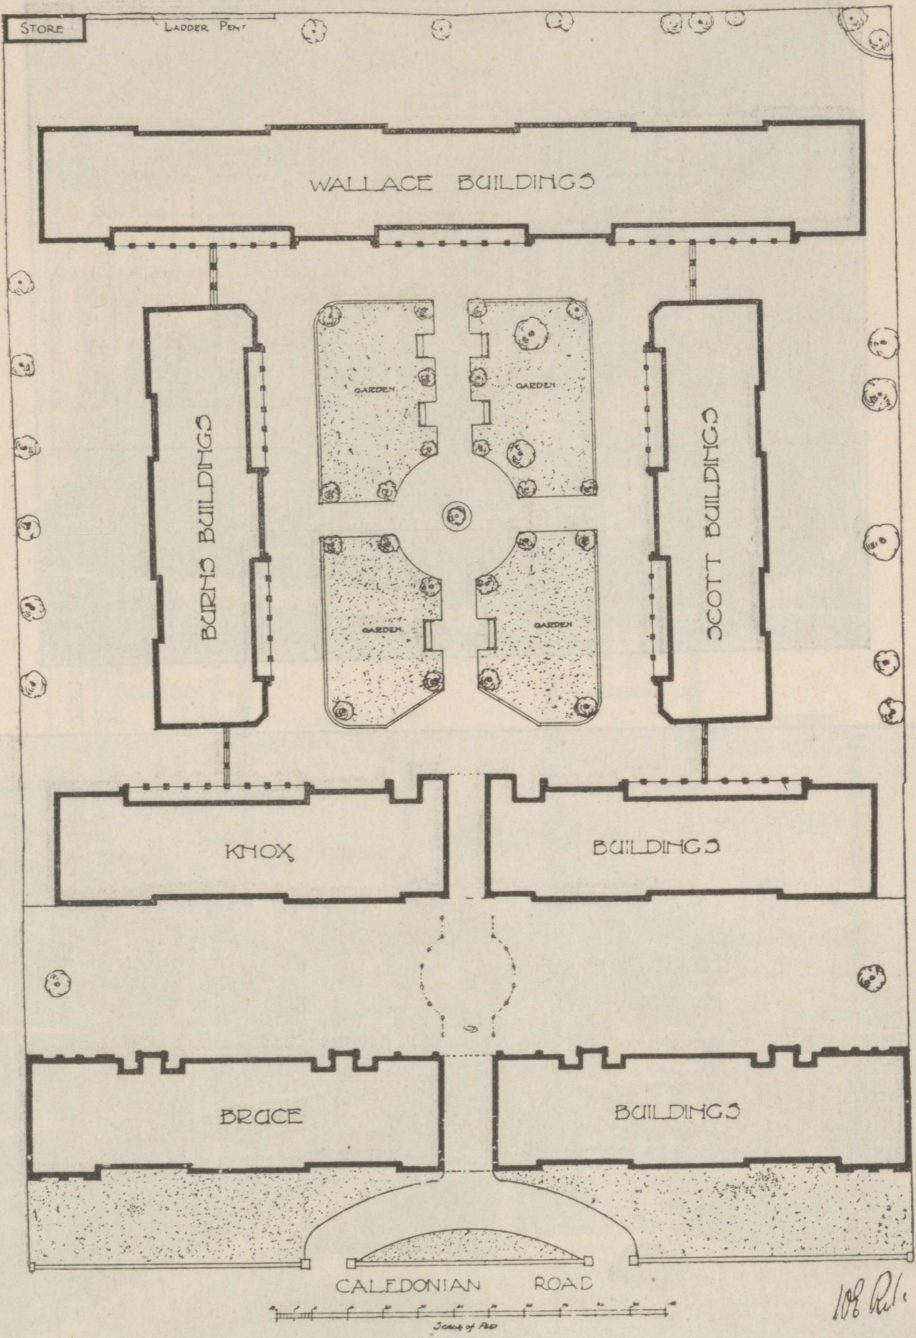 STORE
LADDER PENT
WALLACE BUILDINGS
GARDEN
GARDEN
BURNS BUILDINGS
SCOTT BUILDINGS
GARDEN
GARDEN
KNOX BUILDINGS
BRUCE BUILDINGS
CALEDONIAN ROAD
Scale of